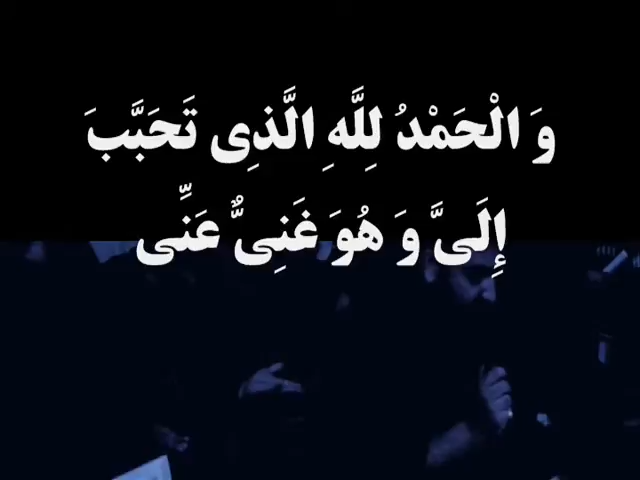 وَ الْحَمْدُ لِلَّهِ الَّذِی تَحَبَّبَ
إِلَیَّ وَ هُوَ غَنِیٌّ عَنِّی